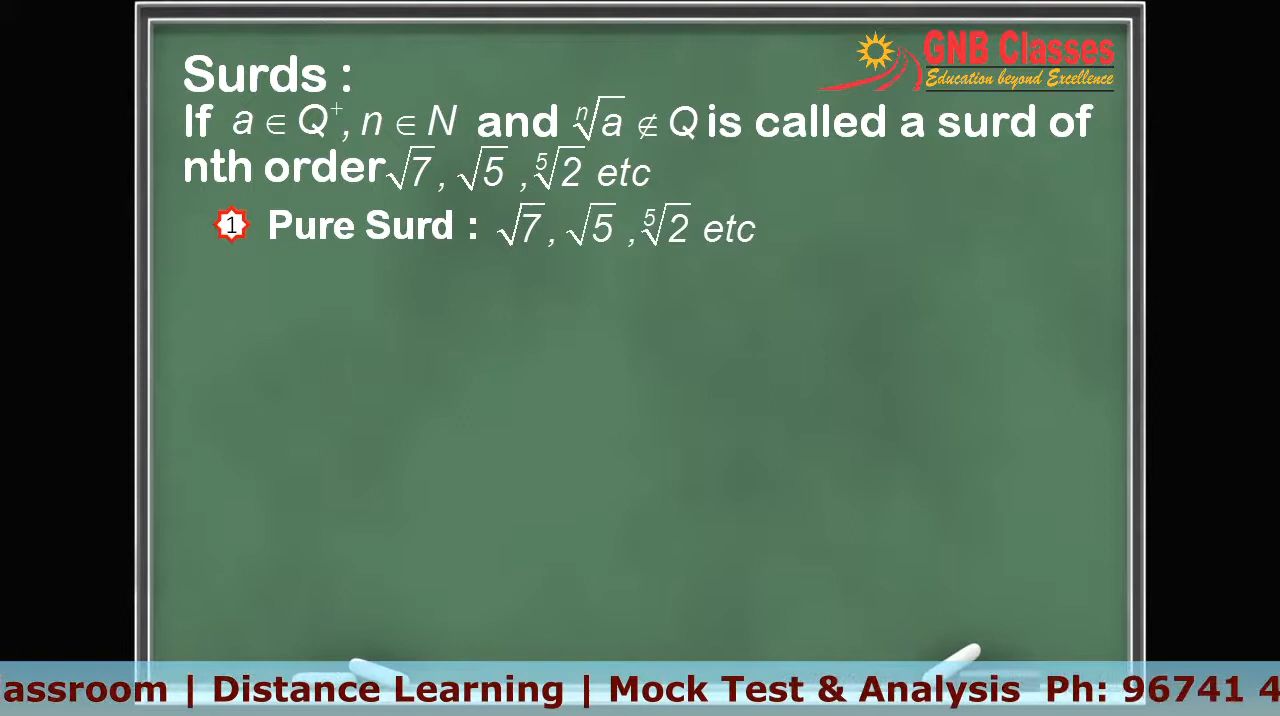 GNB Classes
Education beyond Excellence
Surds :
If a ∈ Q⁺, n ∈ N and ⁿ√a ∉ Q is called a surd of
nth order √7, √5, ⁵√2 etc
1 Pure Surd : √7, √5, ⁵√2 etc
assroom | Distance Learning | Mock Test & Analysis Ph: 96741 4